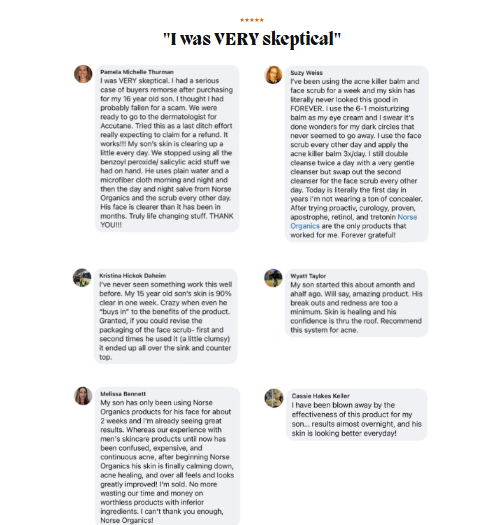 "I was VERY skeptical"
Pamela Michelle Thurman
I was VERY skeptical. I had a serious
case of buyers remorse after purchasing
for my 16 year old son. I thought I had
probably fallen for a scam. We were
ready to go to the dermatologist for
Accutane. Tried this as a last ditch effort
really expecting to claim for a refund. It
works!!! My son's skin is clearing up a
little every day. We stopped using all the
benzoyl peroxide/ salicylic acid stuff we
had on hand. He uses plain water and a
microfiber cloth morning and night and
then the day and night salve from Norse
Organics and the scrub every other day.
His face is clearer than it has been in
months. Truly life changing stuff. THANK
YOU!!!
Suzy Weiss
I've been using the acne killer balm and
face scrub for a week and my skin has
literally never looked this good in
FOREVER. I use the 6-1 moisturizing
balm as my eye cream and I swear it's
done wonders for my dark circles that
never seemed to go away. I use the face
scrub every other day and apply the
acne killer balm 3x/day. I still double
cleanse twice a day with a very gentle
cleanser but swap out the second
cleanser for the face scrub every other
day. Today is literally the first day in
years I'm not wearing a ton of concealer.
After trying proactiv, curology, proven,
apostrophe, retinol, and tretonin Norse
Organics are the only products that
worked for me. Forever grateful!
Kristina Hickok Daheim
I've never seen something work this well
before. My 15 year old son's skin is 90%
clear in one week. Crazy when even he
"buys in" to the benefits of the product.
Granted, if you could revise the
packaging of the face scrub- first and
second times he used it (a little clumsy)
it ended up all over the sink and counter
top.
Wyatt Taylor
My son started this about amonth and
ahalf ago. Will say, amazing product. His
break outs and redness are too a
minimum. Skin is healing and his
confidence is thru the roof. Recommend
this system for acne.
Melissa Bennett
My son has only been using Norse
Organics products for his face for about
2 weeks and I'm already seeing great
results. Whereas our experience with
men's skincare products until now has
been confused, expensive, and
continuous acne, after beginning Norse
Organics his skin is finally calming down,
acne healing, and over all feels and looks
greatly improved! I'm sold. No more
wasting our time and money on
worthless products with inferior
ingredients. I can't thank you enough,
Norse Organics!
Cassie Hakes Keller
I have been blown away by the
effectiveness of this product for my
son... results almost overnight, and his
skin is looking better everyday!